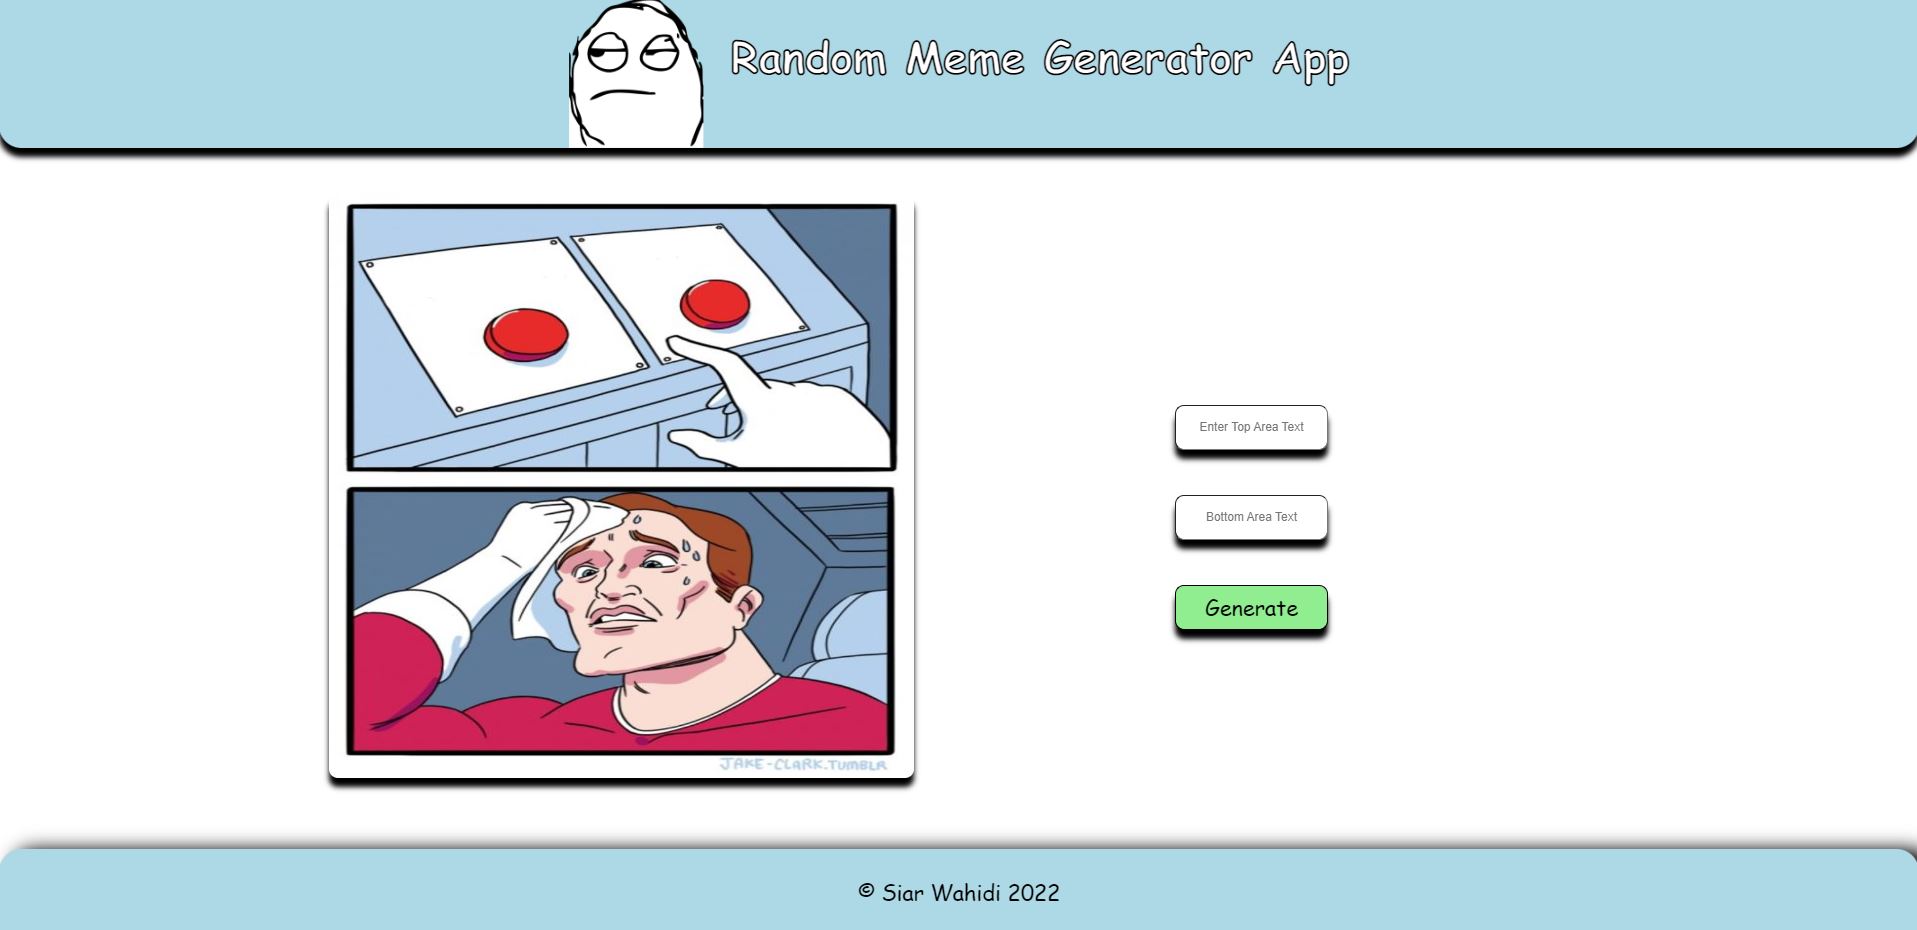 Random Meme Generator App
JAKE-CLARK.TUMBLR
Enter Top Area Text
Bottom Area Text
Generate
© Siar Wahidi 2022